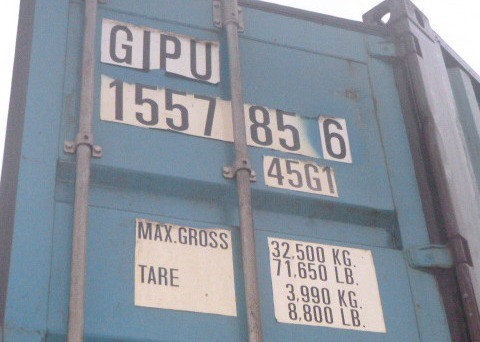 GIPU
1557 85 6
45G1
MAX.GROSS 32,500 KG.
71,650 LB.
TARE 3,990 KG.
8,800 LB.